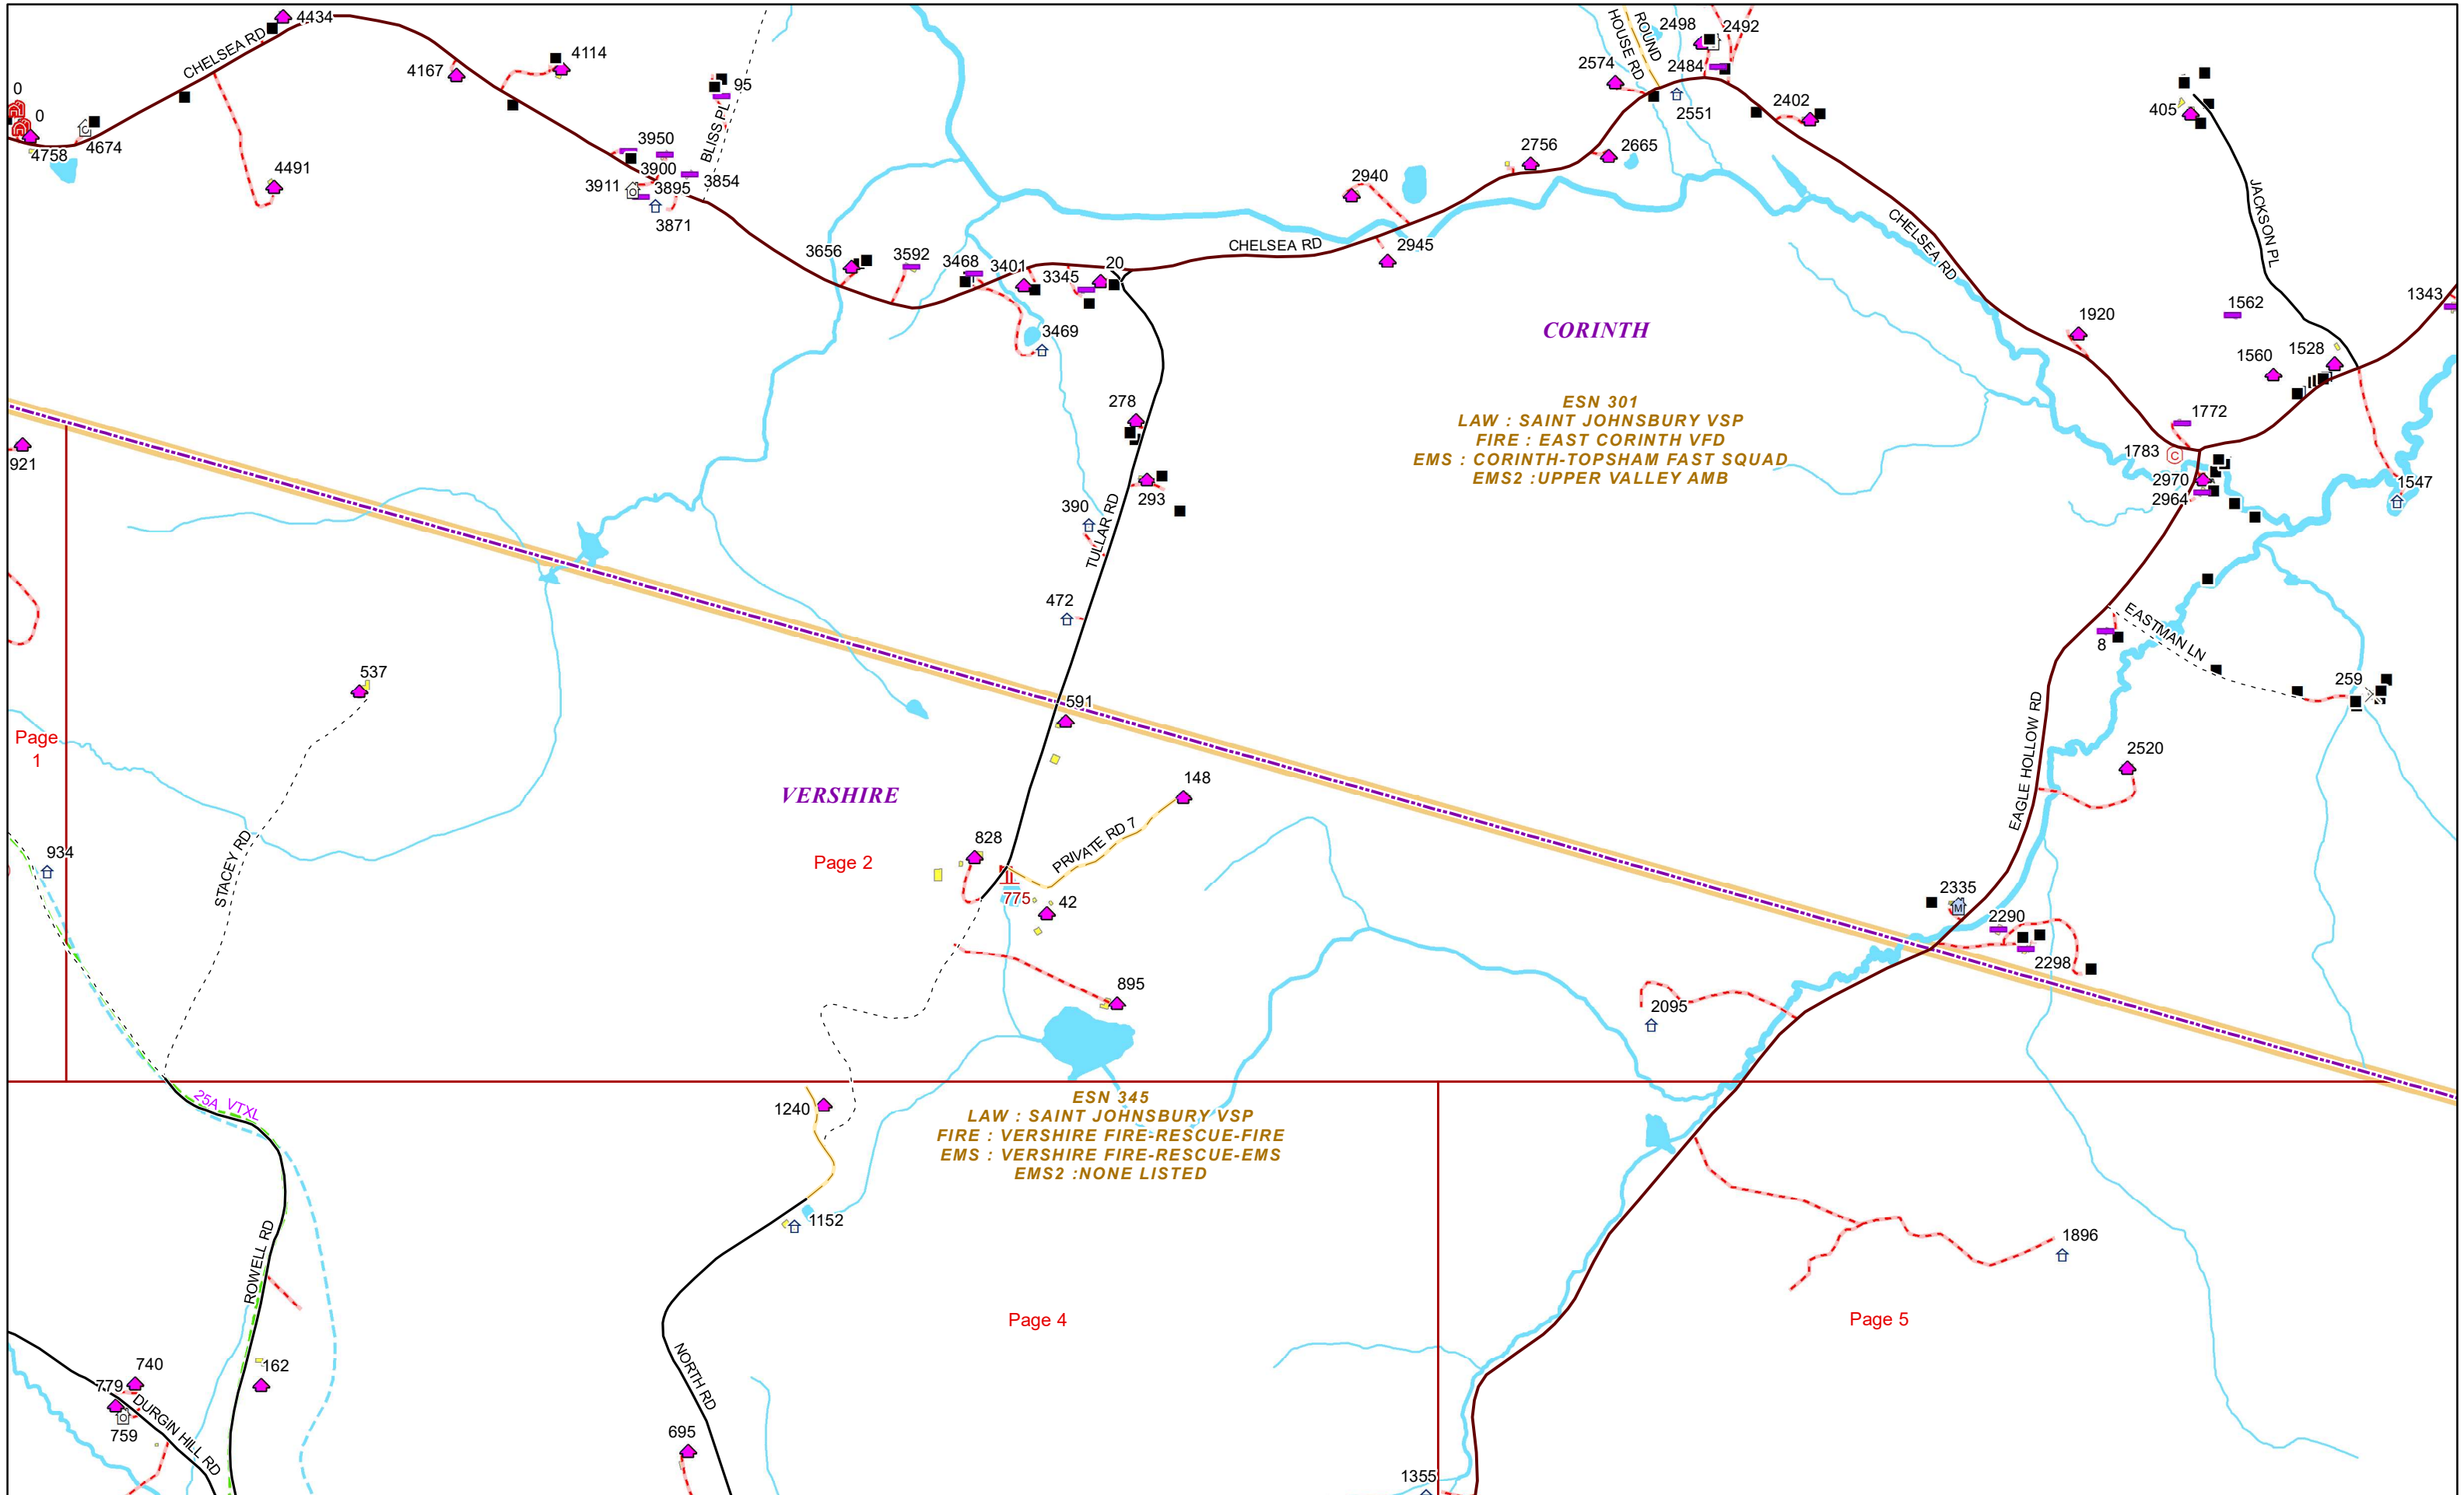 4434
CHELSEA RD
4167
4114
95
BLISS PL
0
0
4758
4674
4491
3950
3900
3911
3895
3854
3871
3656
3592
3468
3401
3345
20
3469
CHELSEA RD
2940
2945
2756
2665
2574
HOUSE RD
ROUND
2498
2492
2484
2551
2402
CHELSEA RD
405
JACKSON PL
1343
1562
1920
1560
1528
1772
1783
2970
2964
1547
CORINTH
ESN 301
LAW : SAINT JOHNSBURY VSP
FIRE : EAST CORINTH VFD
EMS : CORINTH-TOPSHAM FAST SQUAD
EMS2 :UPPER VALLEY AMB
278
293
390
TULLAR RD
472
591
921
537
Page
1
STACEY RD
934
VERSHIRE
Page 2
828
775
PRIVATE RD 7
148
42
895
EASTMAN LN
8
259
EAGLE HOLLOW RD
2520
2335
2290
2298
2095
25A VTXL
1240
ESN 345
LAW : SAINT JOHNSBURY VSP
FIRE : VERSHIRE FIRE-RESCUE-FIRE
EMS : VERSHIRE FIRE-RESCUE-EMS
EMS2 :NONE LISTED
1152
ROWELL RD
Page 4
Page 5
1896
NORTH RD
740
779
759
DURGIN HILL RD
162
695
1355
C
M